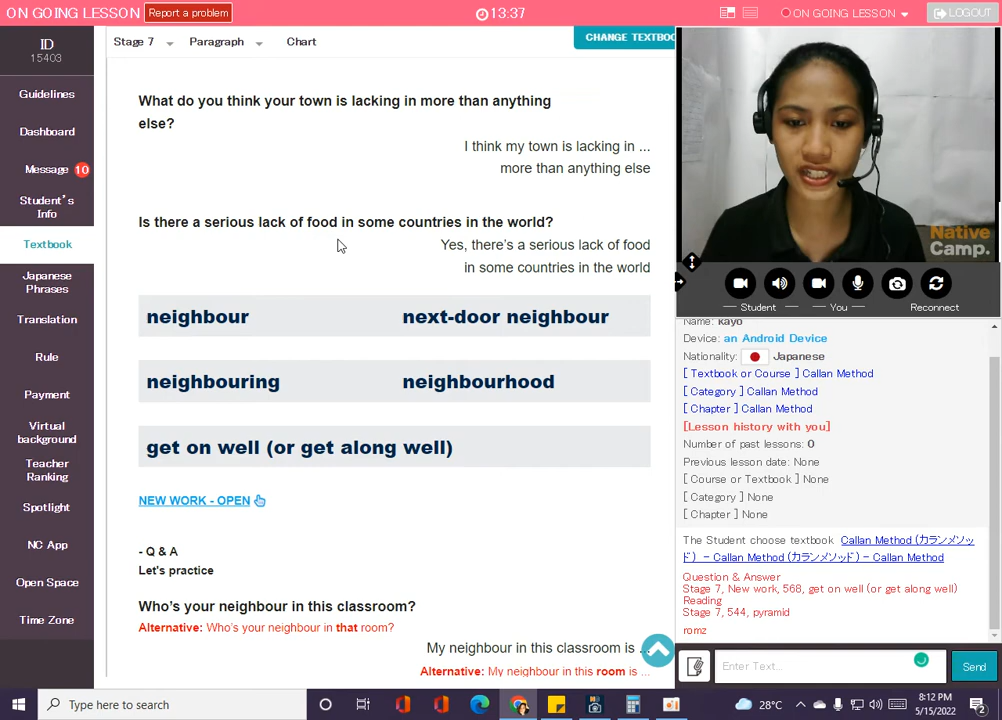 ON GOING LESSON
Report a problem
13:37
ON GOING LESSON
LOGOUT
ID
15403
Guidelines
Dashboard
Message 10
Student's
Info
Textbook
Japanese
Phrases
Translation
Rule
Payment
Virtual
background
Teacher
Ranking
Spotlight
NC App
Open Space
Time Zone
Stage 7
Paragraph
Chart
CHANGE TEXTBOO
What do you think your town is lacking in more than anything
else?
I think my town is lacking in ...
more than anything else
Is there a serious lack of food in some countries in the world?
Yes, there's a serious lack of food
in some countries in the world
neighbour
next-door neighbour
neighbouring
neighbourhood
get on well (or get along well)
NEW WORK - OPEN
- Q & A
Let's practice
Who's your neighbour in this classroom?
Alternative: Who's your neighbour in that room?
My neighbour in this classroom is ...
Alternative: My neighbour in this room is ...
Native
Camp.
Student
You
Reconnect
Name: kayo
Device: an Android Device
Nationality: Japanese
[ Textbook or Course ] Callan Method
[ Category ] Callan Method
[ Chapter ] Callan Method
[Lesson history with you]
Number of past lessons: 0
Previous lesson date: None
[ Course or Textbook ] None
[ Category ] None
[ Chapter ] None
The Student choose textbook Callan Method (カランメソッ
ド) - Callan Method (カランメソッド) - Callan Method
Question & Answer
Stage 7, New work, 568, get on well (or get along well)
Reading
Stage 7, 544, pyramid
romz
Enter Text...
Send
Type here to search
28°C
8:12 PM
5/15/2022
2